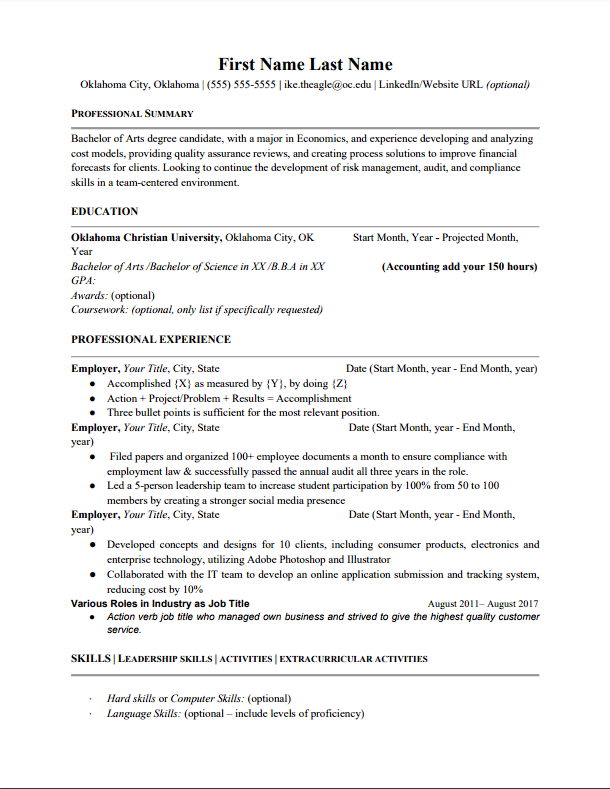 First Name Last Name
Oklahoma City, Oklahoma | (555) 555-5555 | ike.theagle@oc.edu | LinkedIn/Website URL (optional)
PROFESSIONAL SUMMARY
Bachelor of Arts degree candidate, with a major in Economics, and experience developing and analyzing
cost models, providing quality assurance reviews, and creating process solutions to improve financial
forecasts for clients. Looking to continue the development of risk management, audit, and compliance
skills in a team-centered environment.
EDUCATION
Oklahoma Christian University, Oklahoma City, OK Start Month, Year - Projected Month,
Year
Bachelor of Arts /Bachelor of Science in XX /B.B.A in XX (Accounting add your 150 hours)
GPA:
Awards: (optional)
Coursework: (optional, only list if specifically requested)
PROFESSIONAL EXPERIENCE
Employer, Your Title, City, State Date (Start Month, year - End Month, year)
● Accomplished {X} as measured by {Y}, by doing {Z}
● Action + Project/Problem + Results = Accomplishment
● Three bullet points is sufficient for the most relevant position.
Employer, Your Title, City, State Date (Start Month, year - End Month,
year)
● Filed papers and organized 100+ employee documents a month to ensure compliance with
employment law & successfully passed the annual audit all three years in the role.
● Led a 5-person leadership team to increase student participation by 100% from 50 to 100
members by creating a stronger social media presence
Employer, Your Title, City, State Date (Start Month, year - End Month,
year)
● Developed concepts and designs for 10 clients, including consumer products, electronics and
enterprise technology, utilizing Adobe Photoshop and Illustrator
● Collaborated with the IT team to develop an online application submission and tracking system,
reducing cost by 10%
Various Roles in Industry as Job Title August 2011– August 2017
● Action verb job title who managed own business and strived to give the highest quality customer
service.
SKILLS | LEADERSHIP SKILLS | ACTIVITIES | EXTRACURRICULAR ACTIVITIES
· Hard skills or Computer Skills: (optional)
· Language Skills: (optional – include levels of proficiency)